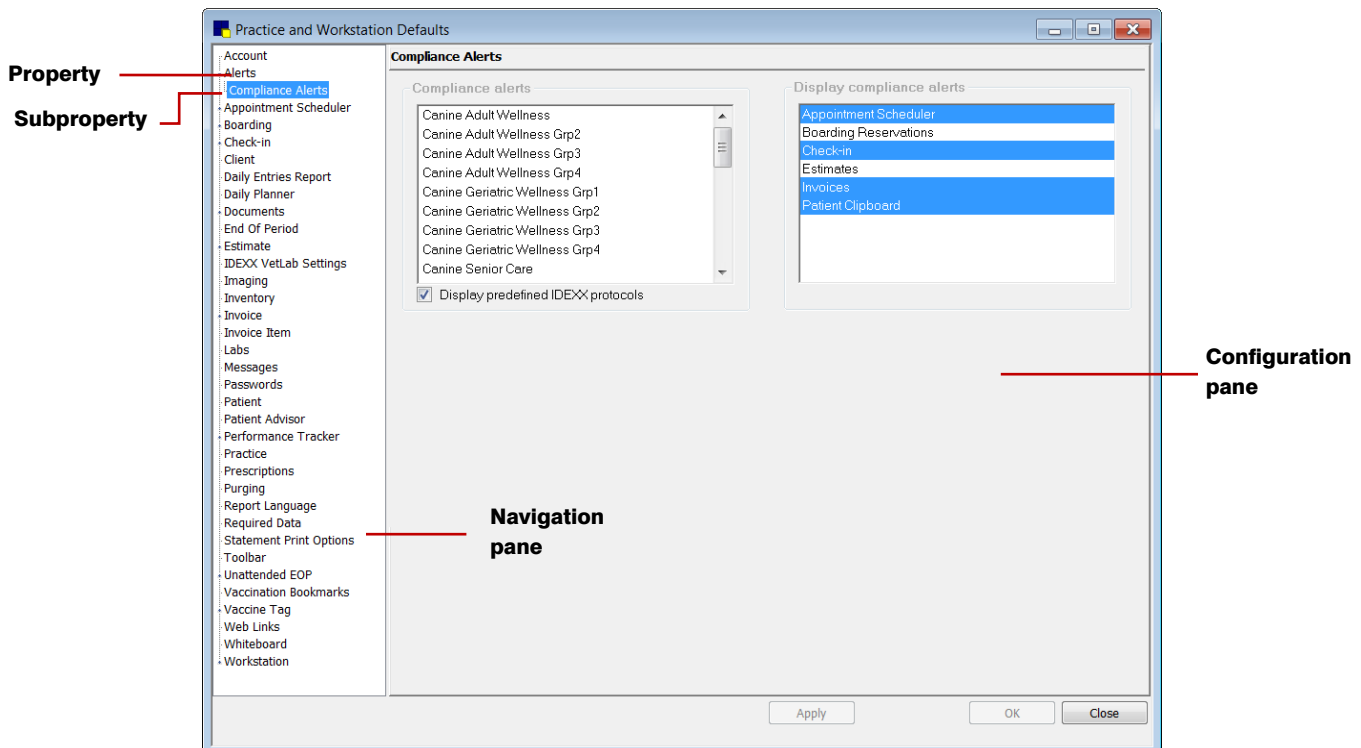 Practice and Workstation Defaults
Property
Subproperty
Account
Alerts
Compliance Alerts
Appointment Scheduler
Boarding
Check-in
Client
Daily Entries Report
Daily Planner
Documents
End Of Period
Estimate
IDEXX VetLab Settings
Imaging
Inventory
Invoice
Invoice Item
Labs
Messages
Passwords
Patient
Patient Advisor
Performance Tracker
Practice
Prescriptions
Purging
Report Language
Required Data
Statement Print Options
Toolbar
Unattended EOP
Vaccination Bookmarks
Vaccine Tag
Web Links
Whiteboard
Workstation
Navigation
pane
Compliance Alerts
Compliance alerts
Canine Adult Wellness
Canine Adult Wellness Grp2
Canine Adult Wellness Grp3
Canine Adult Wellness Grp4
Canine Geriatric Wellness Grp1
Canine Geriatric Wellness Grp2
Canine Geriatric Wellness Grp3
Canine Geriatric Wellness Grp4
Canine Senior Care
Display predefined IDEXX protocols
Display compliance alerts
Appointment Scheduler
Boarding Reservations
Check-in
Estimates
Invoices
Patient Clipboard
Configuration
pane
Apply
OK
Close